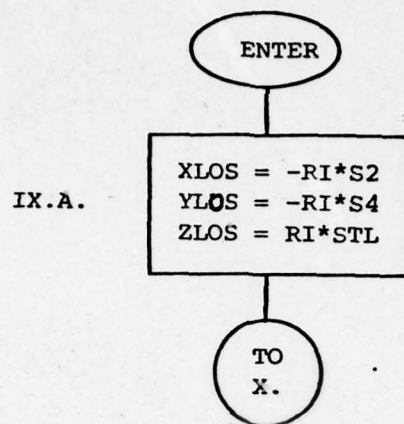 ENTER
IX.A.
XLOS = -RI*S2
YLOS = -RI*S4
ZLOS = RI*STL
TO
X.